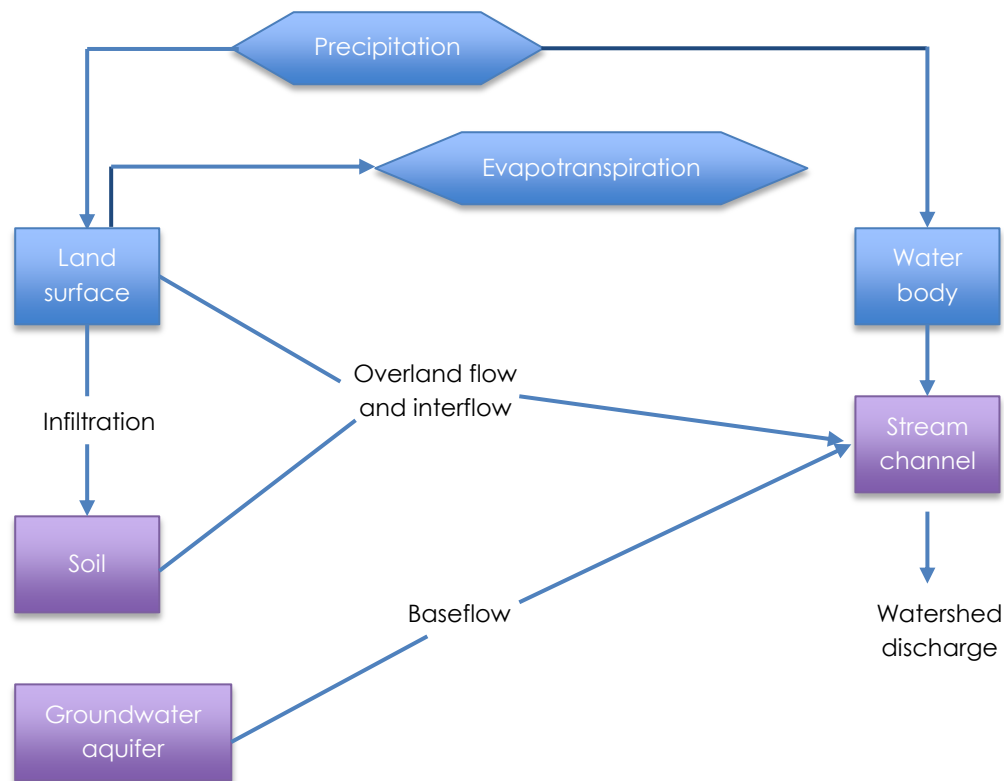 Precipitation
Evapotranspiration
Land
surface
Water
body
Overland flow
and interflow
Infiltration
Stream
channel
Soil
Baseflow
Watershed
discharge
Groundwater
aquifer